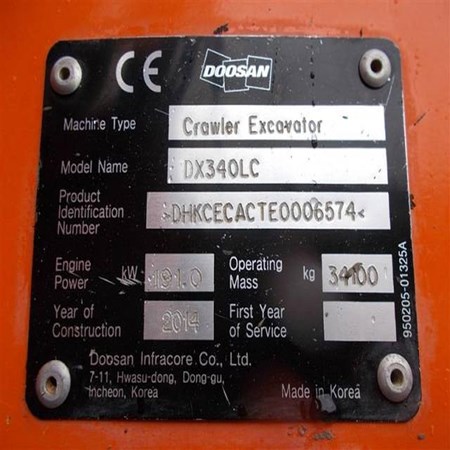 CE DOOSAN
Machine Type Crawler Excavator
Model Name DX340LC
Product
Identification >DHKCECACTE0006574<
Number
Engine Operating
Power kW 191.0 Mass kg 34100
Year of First Year
Construction 2014 of Service
Doosan Infracore Co., Ltd.
7-11, Hwasu-dong, Dong-gu,
Incheon, Korea Made in Korea
950205-01325A